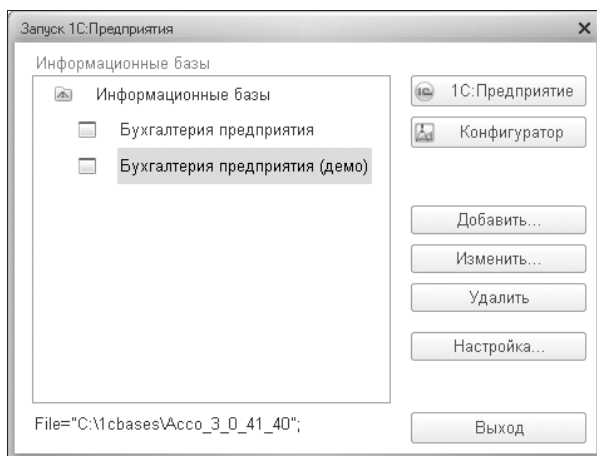 Запуск 1С:Предприятия
Информационные базы
Информационные базы
Бухгалтерия предприятия
Бухгалтерия предприятия (демо)
1С:Предприятие
Конфигуратор
Добавить...
Изменить...
Удалить
Настройка...
File="C:\1cbases\Acco_3_0_41_40";
Выход